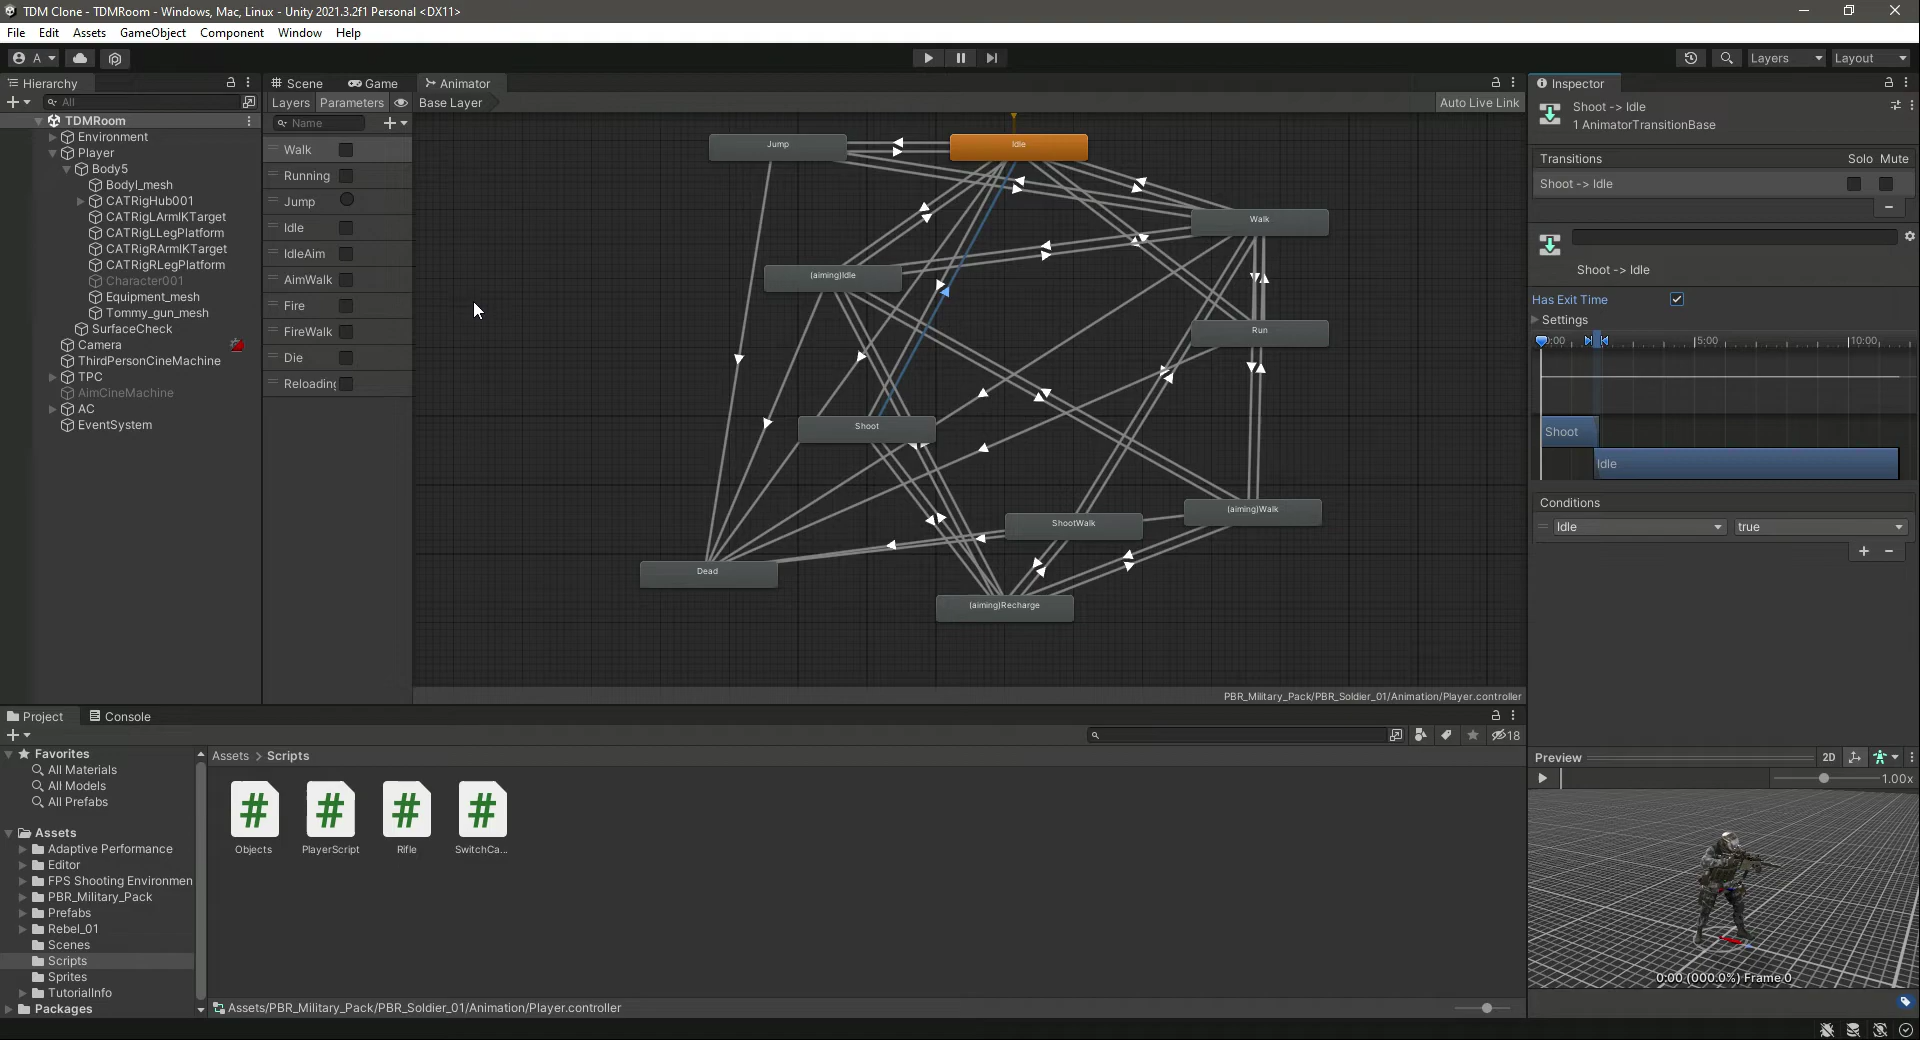 TDM Clone - TDMRoom - Windows, Mac, Linux - Unity 2021.3.2f1 Personal <DX11>
File Edit Assets GameObject Component Window Help
A
Layers
Layout
Hierarchy
All
TDMRoom
Environment
Player
Body5
Bodyl_mesh
CATRigHub001
CATRigLArmIKTarget
CATRigLLegPlatform
CATRigRArmIKTarget
CATRigRLegPlatform
Character001
Equipment_mesh
Tommy_gun_mesh
SurfaceCheck
Camera
ThirdPersonCineMachine
TPC
AimCineMachine
AC
EventSystem
Scene
Game
Animator
Layers
Parameters
Base Layer
Auto Live Link
Name
Walk
Running
Jump
Idle
IdleAim
AimWalk
Fire
FireWalk
Die
Reloading
Jump
Idle
Walk
(aiming)Idle
Run
Shoot
(aiming)Walk
ShootWalk
Dead
(aiming)Recharge
PBR_Military_Pack/PBR_Soldier_01/Animation/Player.controller
Inspector
Shoot -> Idle
1 AnimatorTransitionBase
Transitions Solo Mute
Shoot -> Idle
Shoot -> Idle
Has Exit Time
Settings
0:00 5:00 10:00
Shoot
Idle
Conditions
Idle true
Preview
2D
1.00x
0:00 (000.0%) Frame 0
Project
Console
18
Favorites
All Materials
All Models
All Prefabs
Assets
Adaptive Performance
Editor
FPS Shooting Environmen
PBR_Military_Pack
Prefabs
Rebel_01
Scenes
Scripts
Sprites
TutorialInfo
Packages
Assets > Scripts
Objects
PlayerScript
Rifle
SwitchCa...
Assets/PBR_Military_Pack/PBR_Soldier_01/Animation/Player.controller